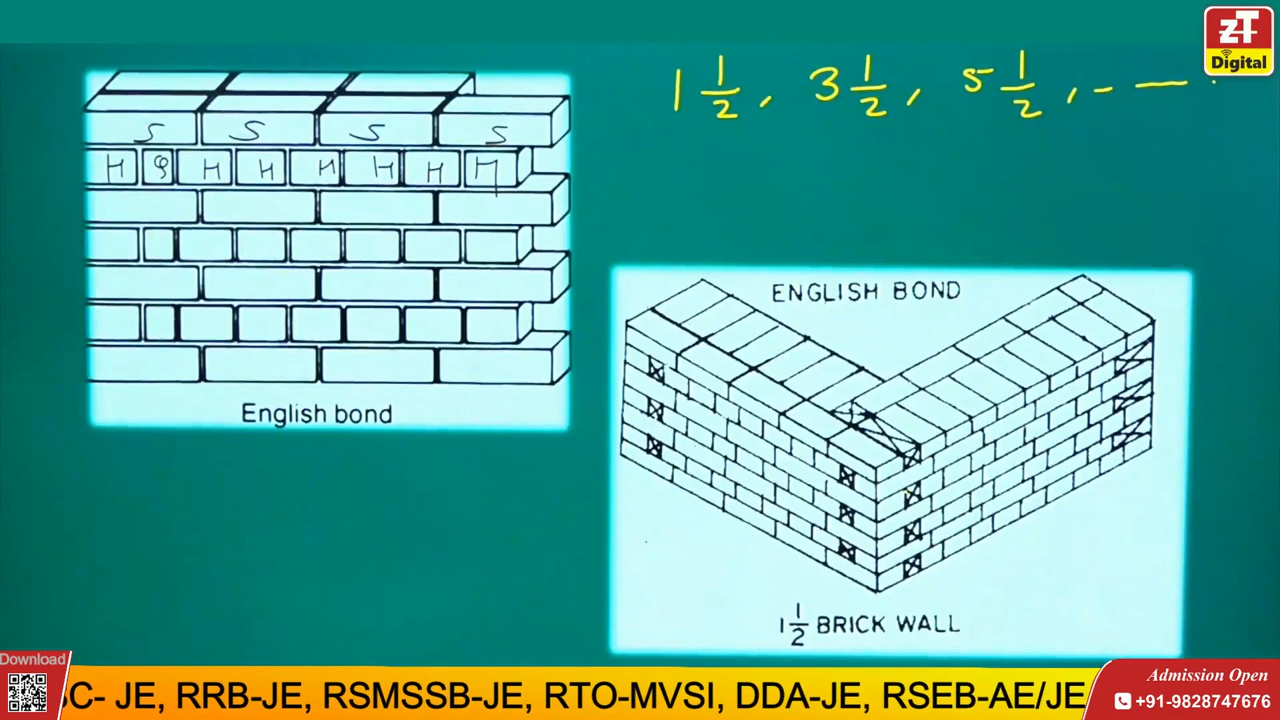 zT
Digital
1 1/2, 3 1/2, 5 1/2, - —
S S S S
H Q H H H H H H
English bond
ENGLISH BOND
1 1/2 BRICK WALL
Download
SC- JE, RRB-JE, RSMSSB-JE, RTO-MVSI, DDA-JE, RSEB-AE/JE
Admission Open
+91-9828747676